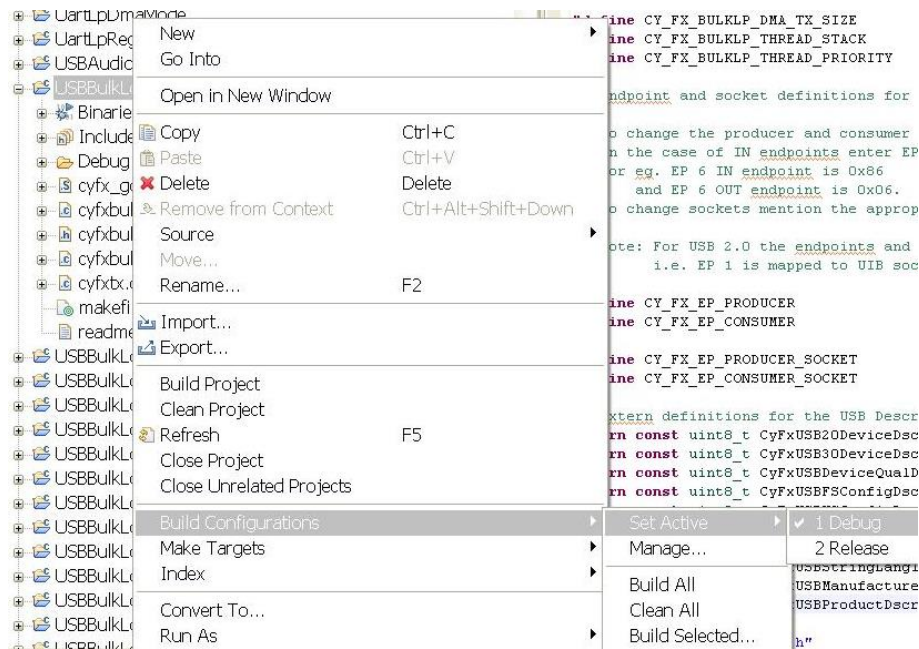 UartLpDmaMode
UartLpReg
USBAudio
USBBulkL
Binarie
Include
Debug
cyfx_g
cyfxbul
cyfxbul
cyfxbul
cyfxtx.
makefi
readme
USBBulkL
USBBulkL
USBBulkL
USBBulkL
USBBulkL
USBBulkL
USBBulkL
USBBulkL
USBBulkL
USBBulkL
USBBulkL
USBBulkL
USBBulkL
New
Go Into
Open in New Window
Copy Ctrl+C
Paste Ctrl+V
Delete Delete
Remove from Context Ctrl+Alt+Shift+Down
Source
Move...
Rename... F2
Import...
Export...
Build Project
Clean Project
Refresh F5
Close Project
Close Unrelated Projects
Build Configurations
Make Targets
Index
Convert To...
Run As
Set Active
Manage...
Build All
Clean All
Build Selected...
1 Debug
2 Release
ine CY_FX_BULKLP_DMA_TX_SIZE
ine CY_FX_BULKLP_THREAD_STACK
ine CY_FX_BULKLP_THREAD_PRIORITY
ndpoint and socket definitions for
o change the producer and consumer
n the case of IN endpoints enter EP
or eg. EP 6 IN endpoint is 0x86
and EP 6 OUT endpoint is 0x06.
o change sockets mention the approp
ote: For USB 2.0 the endpoints and
i.e. EP 1 is mapped to UIB soc
ine CY_FX_EP_PRODUCER
ine CY_FX_EP_CONSUMER
ine CY_FX_EP_PRODUCER_SOCKET
ine CY_FX_EP_CONSUMER_SOCKET
xtern definitions for the USB Descr
rn const uint8_t CyFxUSB20DeviceDsc
rn const uint8_t CyFxUSB30DeviceDsc
rn const uint8_t CyFxUSBDeviceQualD
rn const uint8_t CyFxUSBFSConfigDsc
USBStringLangI
USBManufacture
USBProductDscr
h"